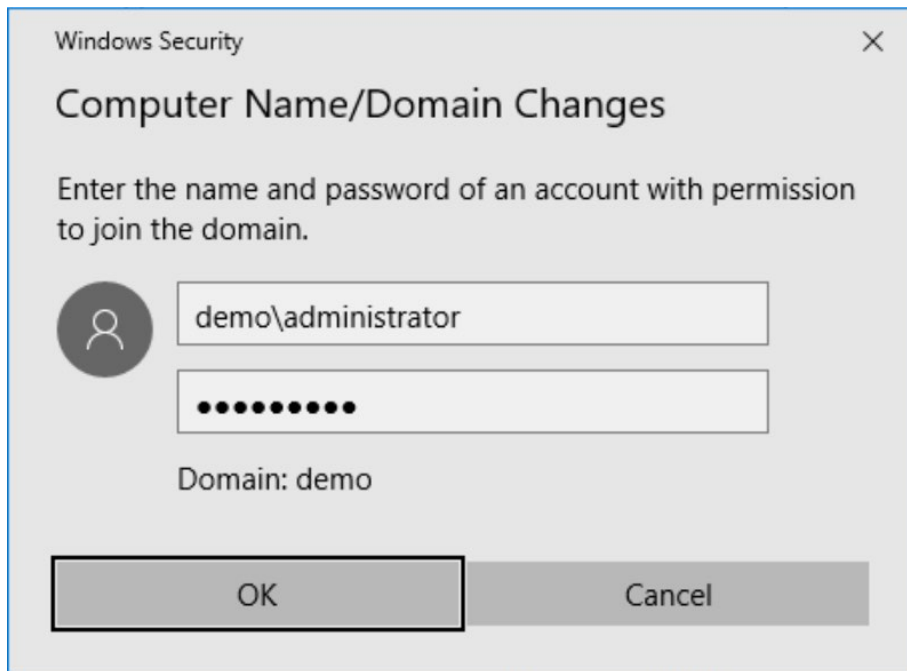 Windows Security
Computer Name/Domain Changes
Enter the name and password of an account with permission
to join the domain.
demo\administrator
●●●●●●●●●
Domain: demo
OK
Cancel